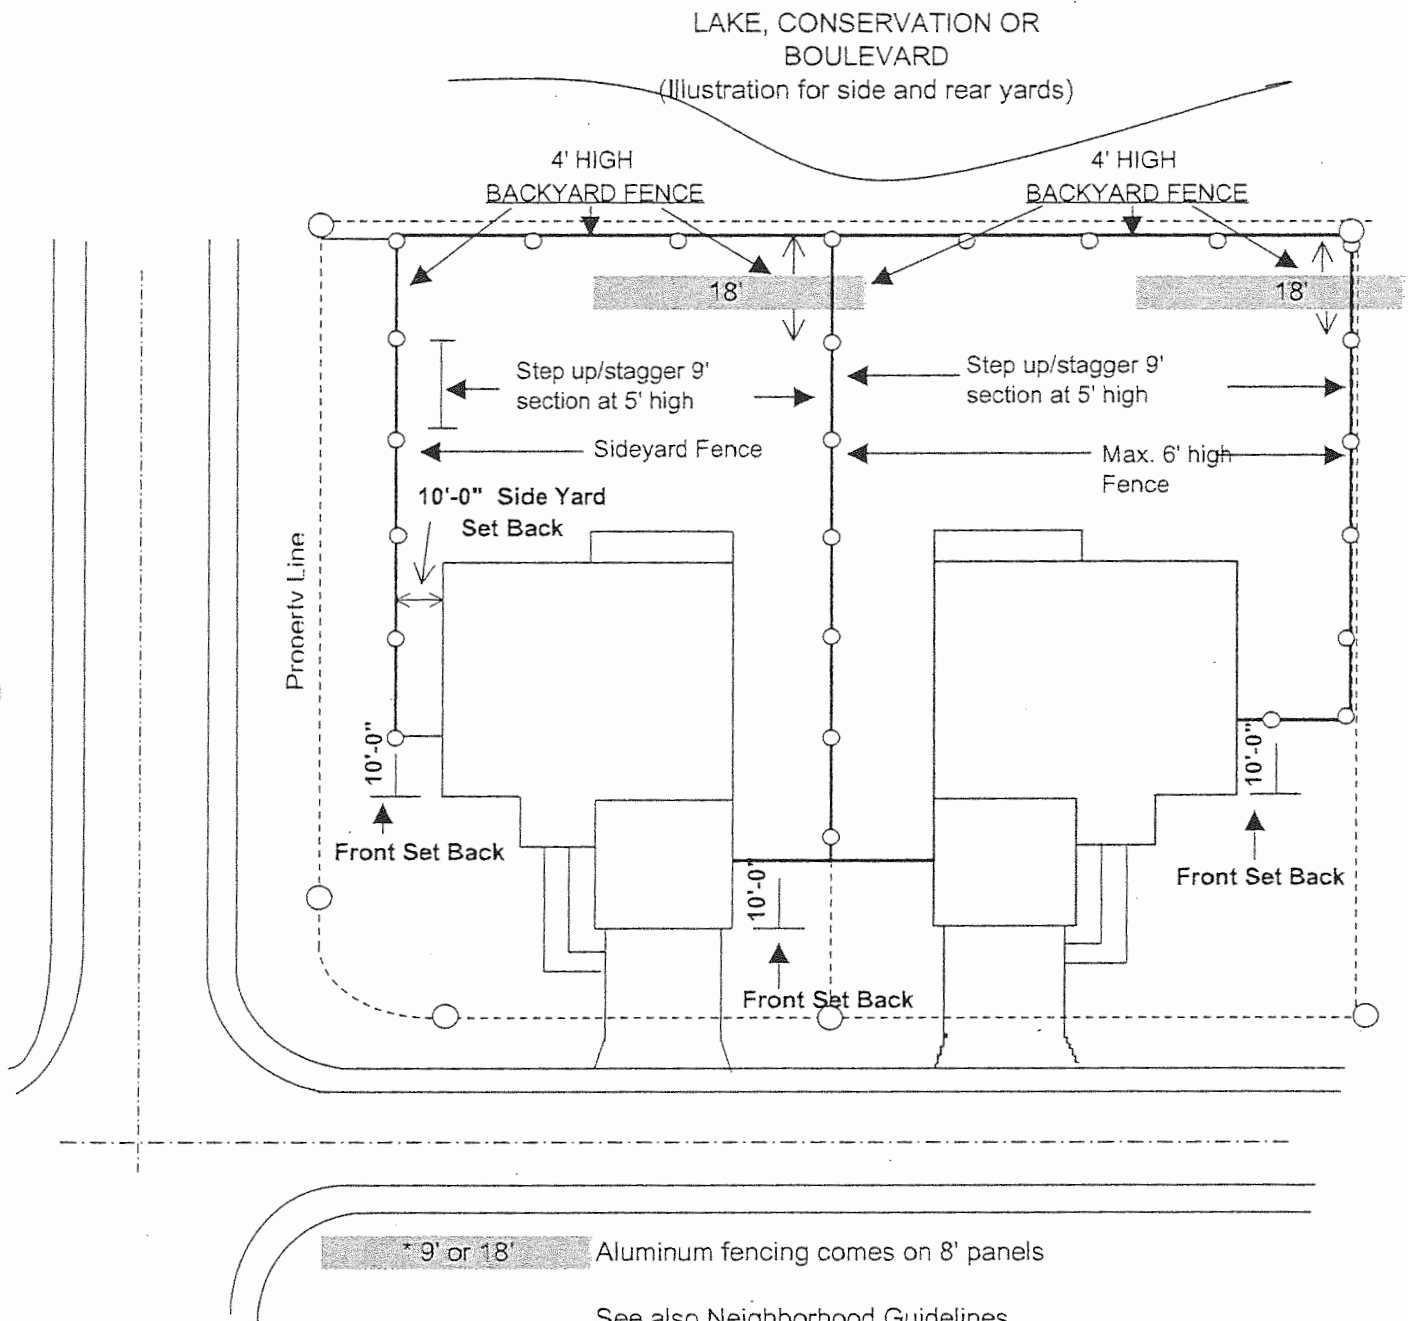 LAKE, CONSERVATION OR
BOULEVARD
(Illustration for side and rear yards)
4' HIGH
BACKYARD FENCE
4' HIGH
BACKYARD FENCE
18'
18'
Step up/stagger 9'
section at 5' high
Step up/stagger 9'
section at 5' high
Sideyard Fence
Max. 6' high
Fence
10'-0" Side Yard
Set Back
Property Line
10'-0"
Front Set Back
10'-0"
Front Set Back
10'-0"
Front Set Back
* 9' or 18'
Aluminum fencing comes on 8' panels
See also Neighborhood Guidelines